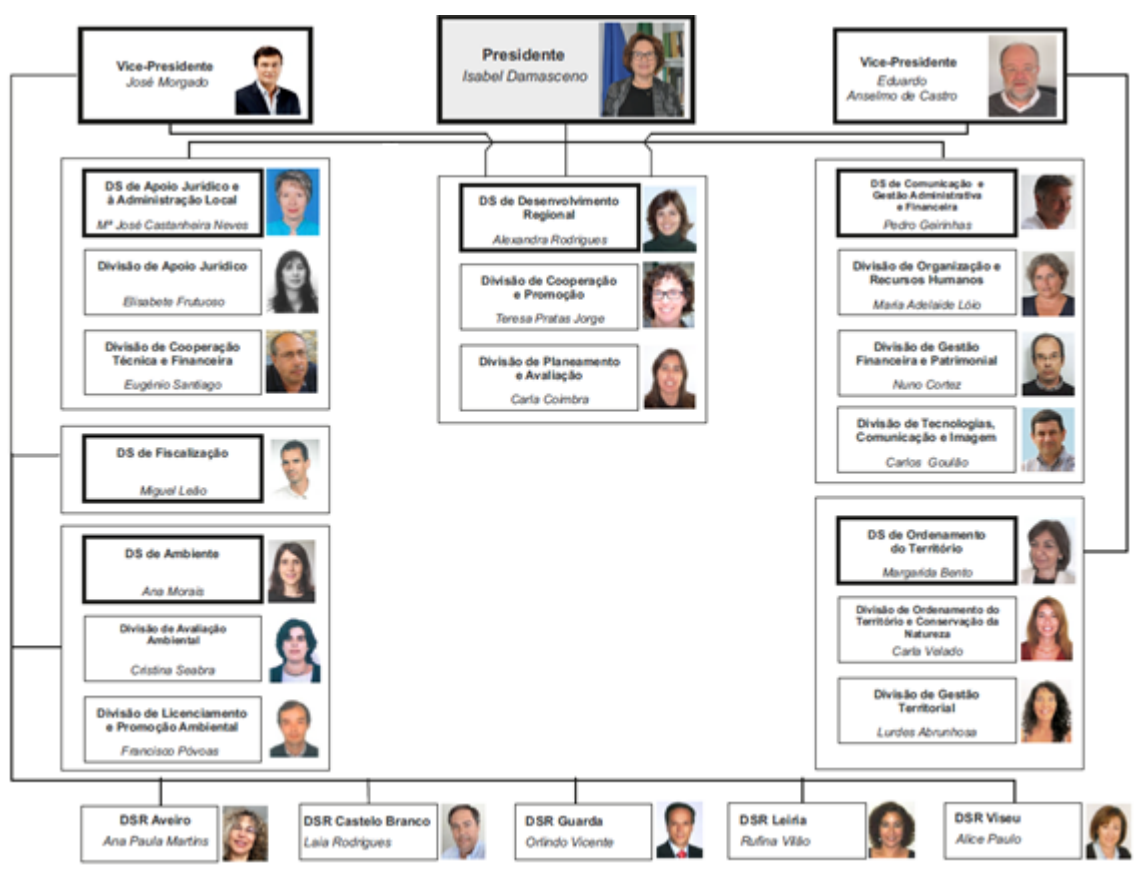 Vice-Presidente
José Morgado
Presidente
Isabel Damasceno
Vice-Presidente
Eduardo
Anselmo de Castro
DS de Apoio Jurídico e
à Administração Local
Mª José Castanheira Neves
Divisão de Apoio Jurídico
Elisabete Frutuoso
Divisão de Cooperação
Técnica e Financeira
Eugénio Santiago
DS de Fiscalização
Miguel Leão
DS de Ambiente
Ana Morais
Divisão de Avaliação
Ambiental
Cristina Seabra
Divisão de Licenciamento
e Promoção Ambiental
Francisco Póvoas
DS de Desenvolvimento
Regional
Alexandra Rodrigues
Divisão de Cooperação
e Promoção
Teresa Pratas Jorge
Divisão de Planeamento
e Avaliação
Carla Coimbra
DS de Comunicação e
Gestão Administrativa
e Financeira
Pedro Geirinhas
Divisão de Organização e
Recursos Humanos
Maria Adelaide Lóio
Divisão de Gestão
Financeira e Patrimonial
Nuno Cortez
Divisão de Tecnologias,
Comunicação e Imagem
Carlos Goulão
DS de Ordenamento
do Território
Margarida Bento
Divisão de Ordenamento do
Território e Conservação da
Natureza
Carla Velado
Divisão de Gestão
Territorial
Lurdes Abrunhosa
DSR Aveiro
Ana Paula Martins
DSR Castelo Branco
Laia Rodrigues
DSR Guarda
Orlindo Vicente
DSR Leiria
Rufina Vilão
DSR Viseu
Alice Paulo